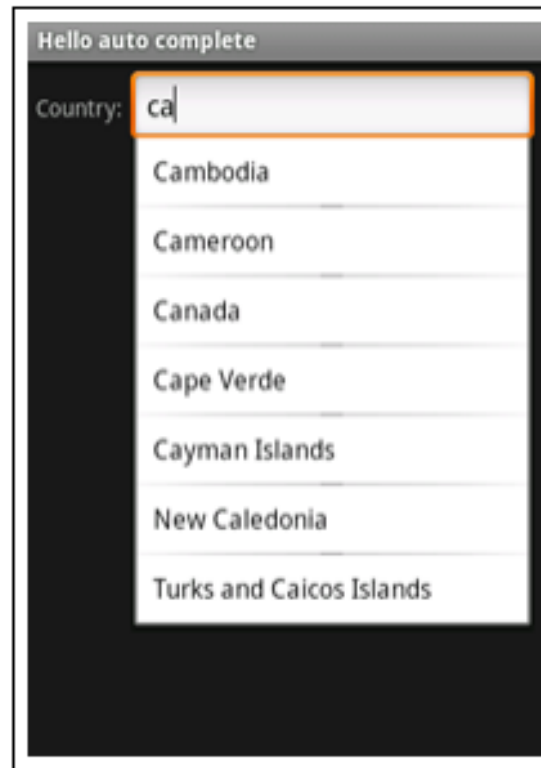 Hello auto complete
Country: ca
Cambodia
Cameroon
Canada
Cape Verde
Cayman Islands
New Caledonia
Turks and Caicos Islands